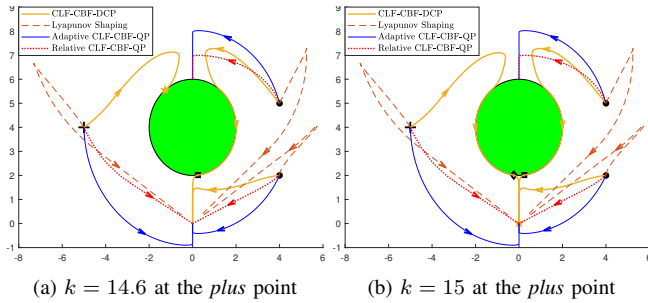 9
8
7
6
5
4
3
2
1
0
-1
-8 -6 -4 -2 0 2 4 6
CLF-CBF-DCP
Lyapunov Shaping
Adaptive CLF-CBF-QP
Relative CLF-CBF-QP
(a) k = 14.6 at the plus point
9
8
7
6
5
4
3
2
1
0
-1
-8 -6 -4 -2 0 2 4 6
CLF-CBF-DCP
Lyapunov Shaping
Adaptive CLF-CBF-QP
Relative CLF-CBF-QP
(b) k = 15 at the plus point